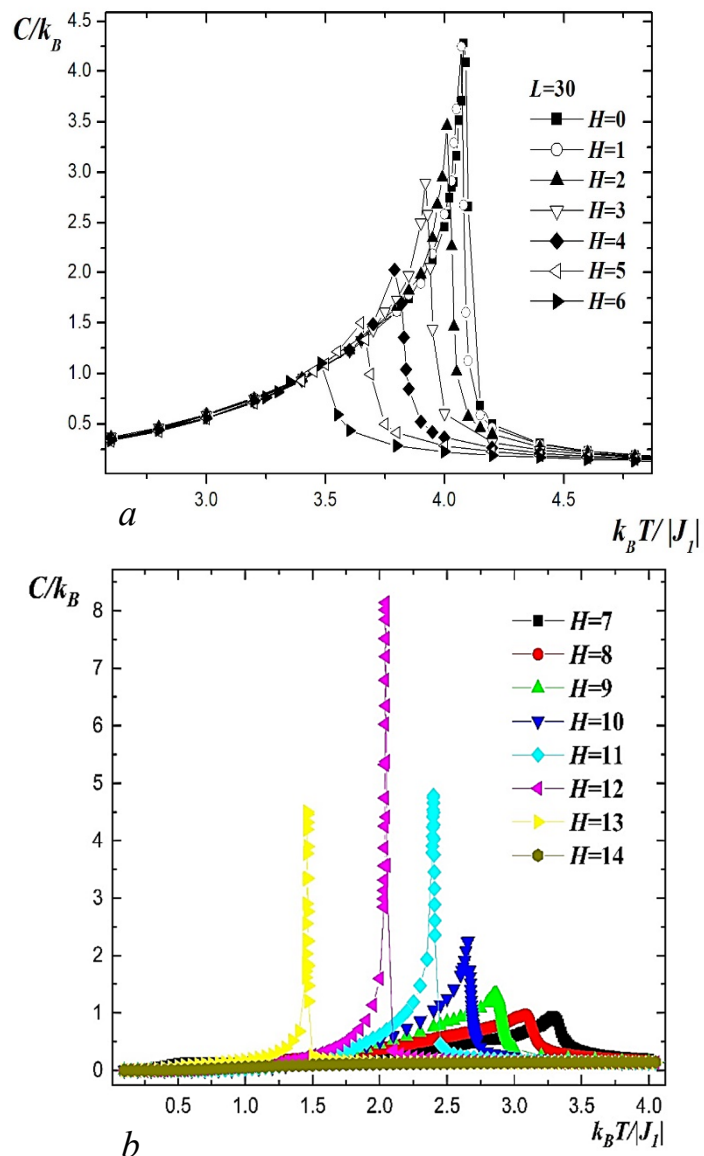 C/k_B
4.5
4.0
3.5
3.0
2.5
2.0
1.5
1.0
0.5
L=30
H=0
H=1
H=2
H=3
H=4
H=5
H=6
3.0 3.5 4.0 4.5
a
k_BT/|J_1|
C/k_B
8
7
6
5
4
3
2
1
0
H=7
H=8
H=9
H=10
H=11
H=12
H=13
H=14
0.5 1.0 1.5 2.0 2.5 3.0 3.5 4.0
b
k_BT/|J_1|